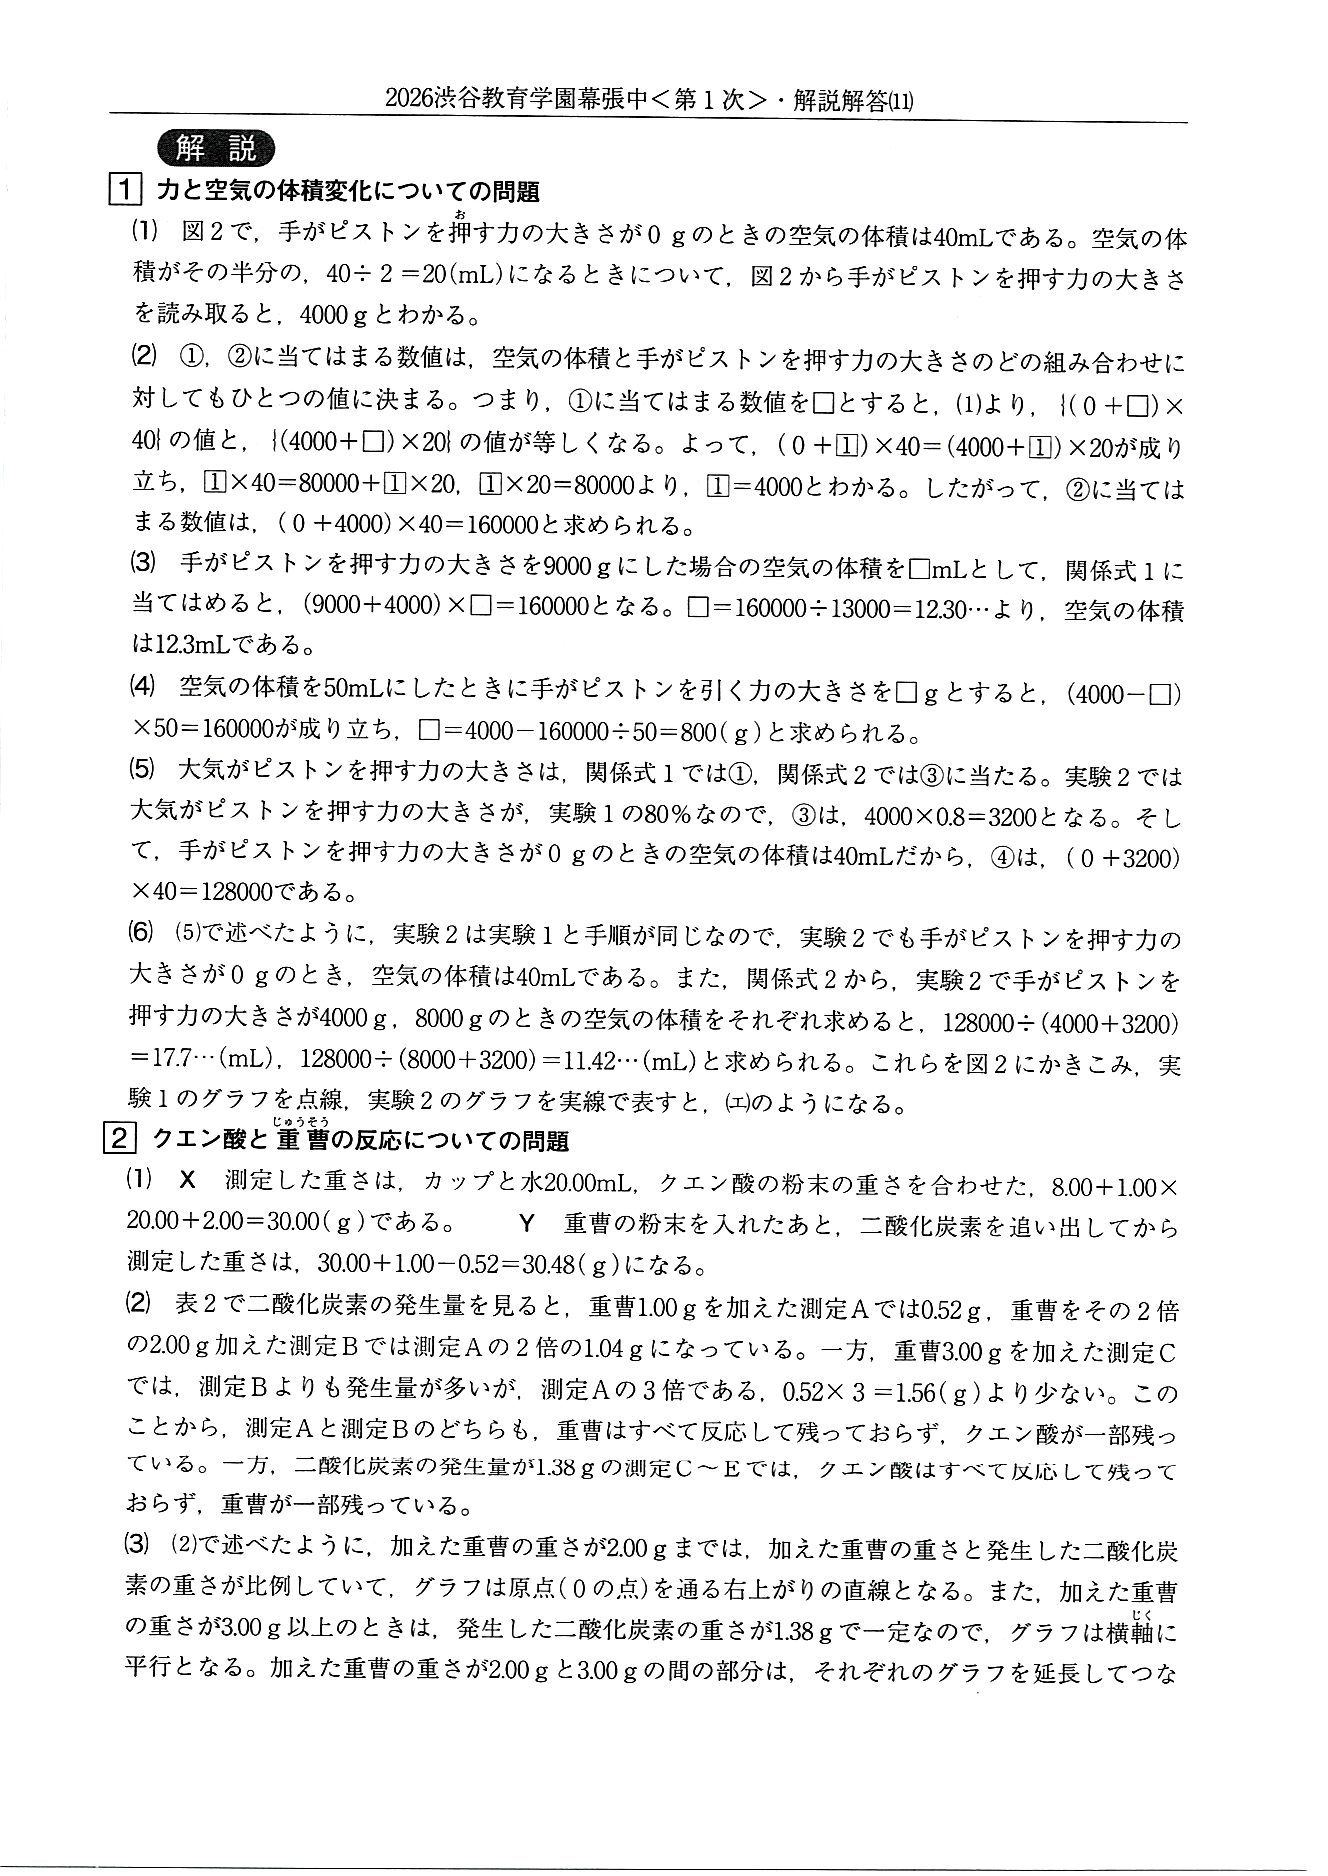 2026渋谷教育学園幕張中＜第１次＞・解説解答⑾
解説
1 力と空気の体積変化についての問題
⑴　図２で，手がピストンを押す力の大きさが０ｇのときの空気の体積は40mLである。空気の体
積がその半分の，40÷２＝20(mL)になるときについて，図２から手がピストンを押す力の大きさ
を読み取ると，4000ｇとわかる。
⑵　①，②に当てはまる数値は，空気の体積と手がピストンを押す力の大きさのどの組み合わせに
対してもひとつの値に決まる。つまり，①に当てはまる数値を□とすると，⑴より，{(０＋□)×
40} の値と，{(4000＋□)×20} の値が等しくなる。よって，(０＋1)×40＝(4000＋1)×20が成り
立ち，1×40＝80000＋1×20，1×20＝80000より，1＝4000とわかる。したがって，②に当ては
まる数値は，(０＋4000)×40＝160000と求められる。
⑶　手がピストンを押す力の大きさを9000ｇにした場合の空気の体積を□mLとして，関係式１に
当てはめると，(9000＋4000)×□＝160000となる。□＝160000÷13000＝12.30…より，空気の体積
は12.3mLである。
⑷　空気の体積を50mLにしたときに手がピストンを引く力の大きさを□ｇとすると，(4000－□)
×50＝160000が成り立ち，□＝4000－160000÷50＝800(ｇ)と求められる。
⑸　大気がピストンを押す力の大きさは，関係式１では①，関係式２では③に当たる。実験２では
大気がピストンを押す力の大きさが，実験１の80％なので，③は，4000×0.8＝3200となる。そし
て，手がピストンを押す力の大きさが０ｇのときの空気の体積は40mLだから，④は，(０＋3200)
×40＝128000である。
⑹　⑸で述べたように，実験２は実験１と手順が同じなので，実験２でも手がピストンを押す力の
大きさが０ｇのとき，空気の体積は40mLである。また，関係式２から，実験２で手がピストンを
押す力の大きさが4000ｇ，8000ｇのときの空気の体積をそれぞれ求めると，128000÷(4000＋3200)
＝17.7…(mL)，128000÷(8000＋3200)＝11.42…(mL)と求められる。これらを図２にかきこみ，実
験１のグラフを点線，実験２のグラフを実線で表すと，㈎のようになる。
2 クエン酸と重曹の反応についての問題
⑴　X　測定した重さは，カップと水20.00mL，クエン酸の粉末の重さを合わせた，8.00＋1.00×
20.00＋2.00＝30.00(ｇ)である。　　Y　重曹の粉末を入れたあと，二酸化炭素を追い出してから
測定した重さは，30.00＋1.00－0.52＝30.48(ｇ)になる。
⑵　表２で二酸化炭素の発生量を見ると，重曹1.00ｇを加えた測定Ａでは0.52ｇ，重曹をその２倍
の2.00ｇ加えた測定Ｂでは測定Ａの２倍の1.04ｇになっている。一方，重曹3.00ｇを加えた測定Ｃ
では，測定Ｂよりも発生量が多いが，測定Ａの３倍である，0.52×３＝1.56(ｇ)より少ない。この
ことから，測定Ａと測定Ｂのどちらも，重曹はすべて反応して残っておらず，クエン酸が一部残っ
ている。一方，二酸化炭素の発生量が1.38ｇの測定Ｃ～Ｅでは，クエン酸はすべて反応して残って
おらず，重曹が一部残っている。
⑶　⑵で述べたように，加えた重曹の重さが2.00ｇまでは，加えた重曹の重さと発生した二酸化炭
素の重さが比例していて，グラフは原点(０の点)を通る右上がりの直線となる。また，加えた重曹
の重さが3.00ｇ以上のときは，発生した二酸化炭素の重さが1.38ｇで一定なので，グラフは横軸に
平行となる。加えた重曹の重さが2.00ｇと3.00ｇの間の部分は，それぞれのグラフを延長してつな